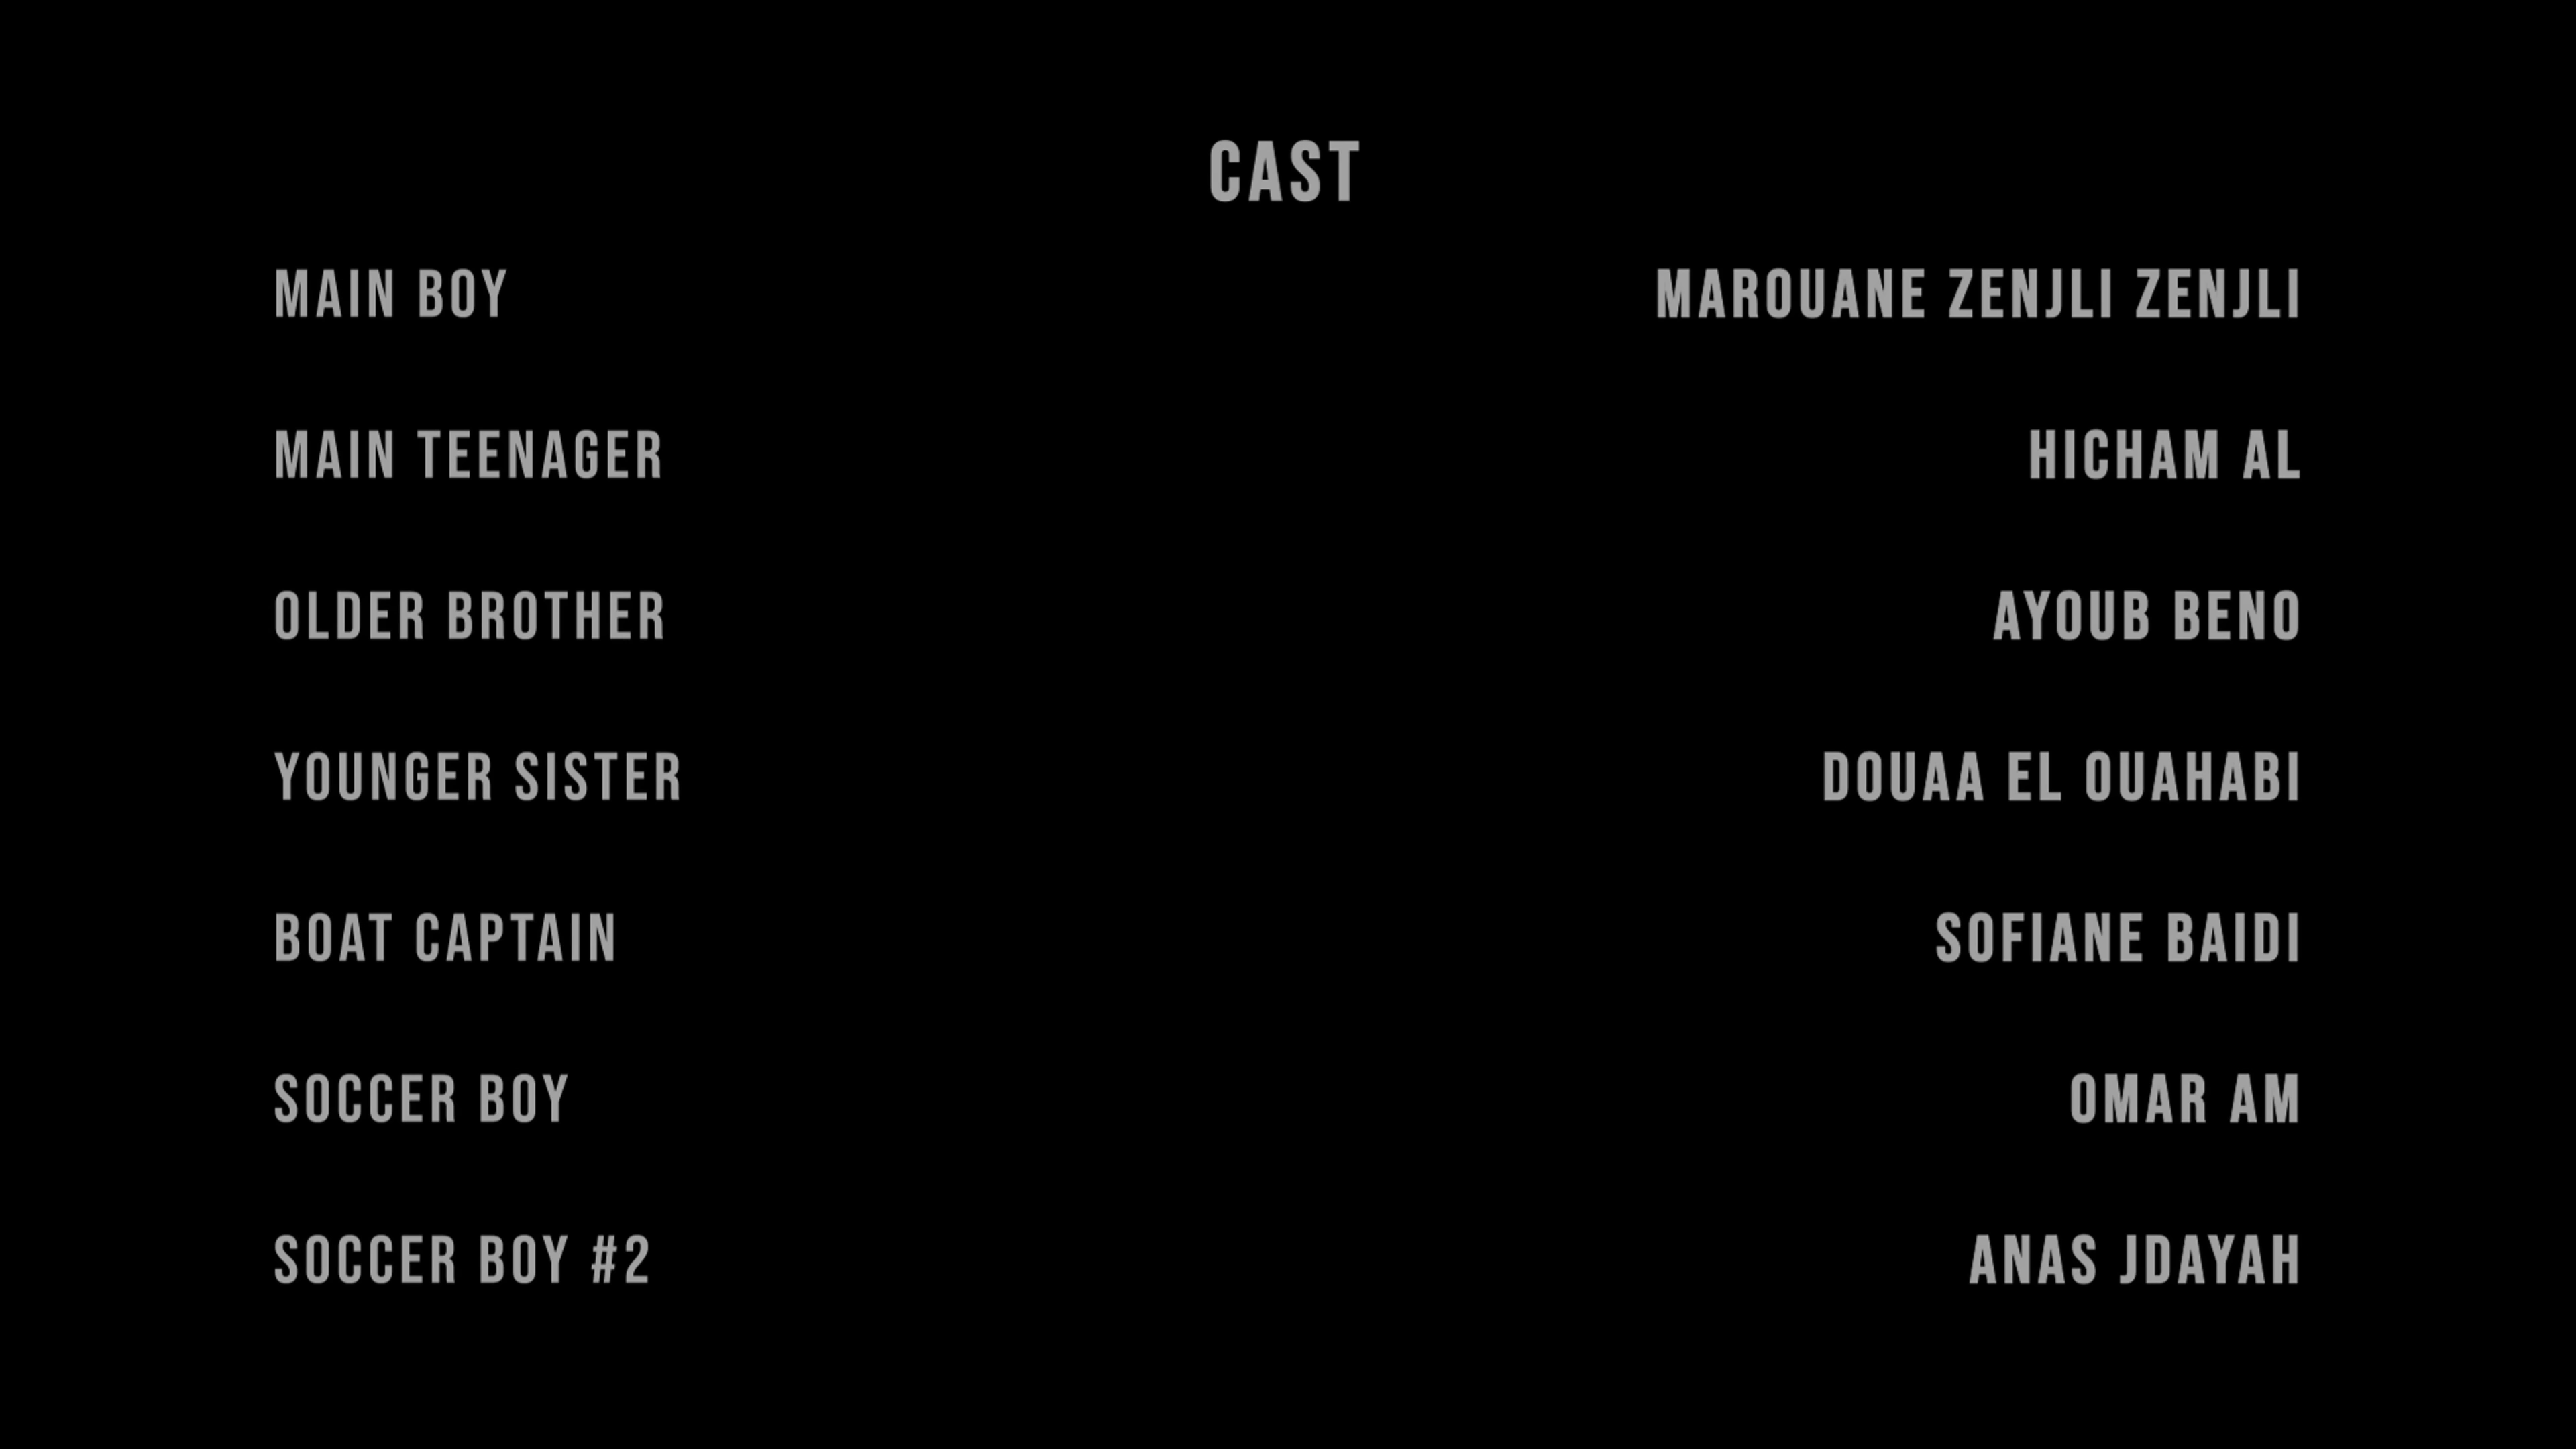 CAST
MAIN BOY MAROUANE ZENJLI ZENJLI
MAIN TEENAGER HICHAM AL
OLDER BROTHER AYOUB BENO
YOUNGER SISTER DOUAA EL OUAHABI
BOAT CAPTAIN SOFIANE BAIDI
SOCCER BOY OMAR AM
SOCCER BOY #2 ANAS JDAYAH